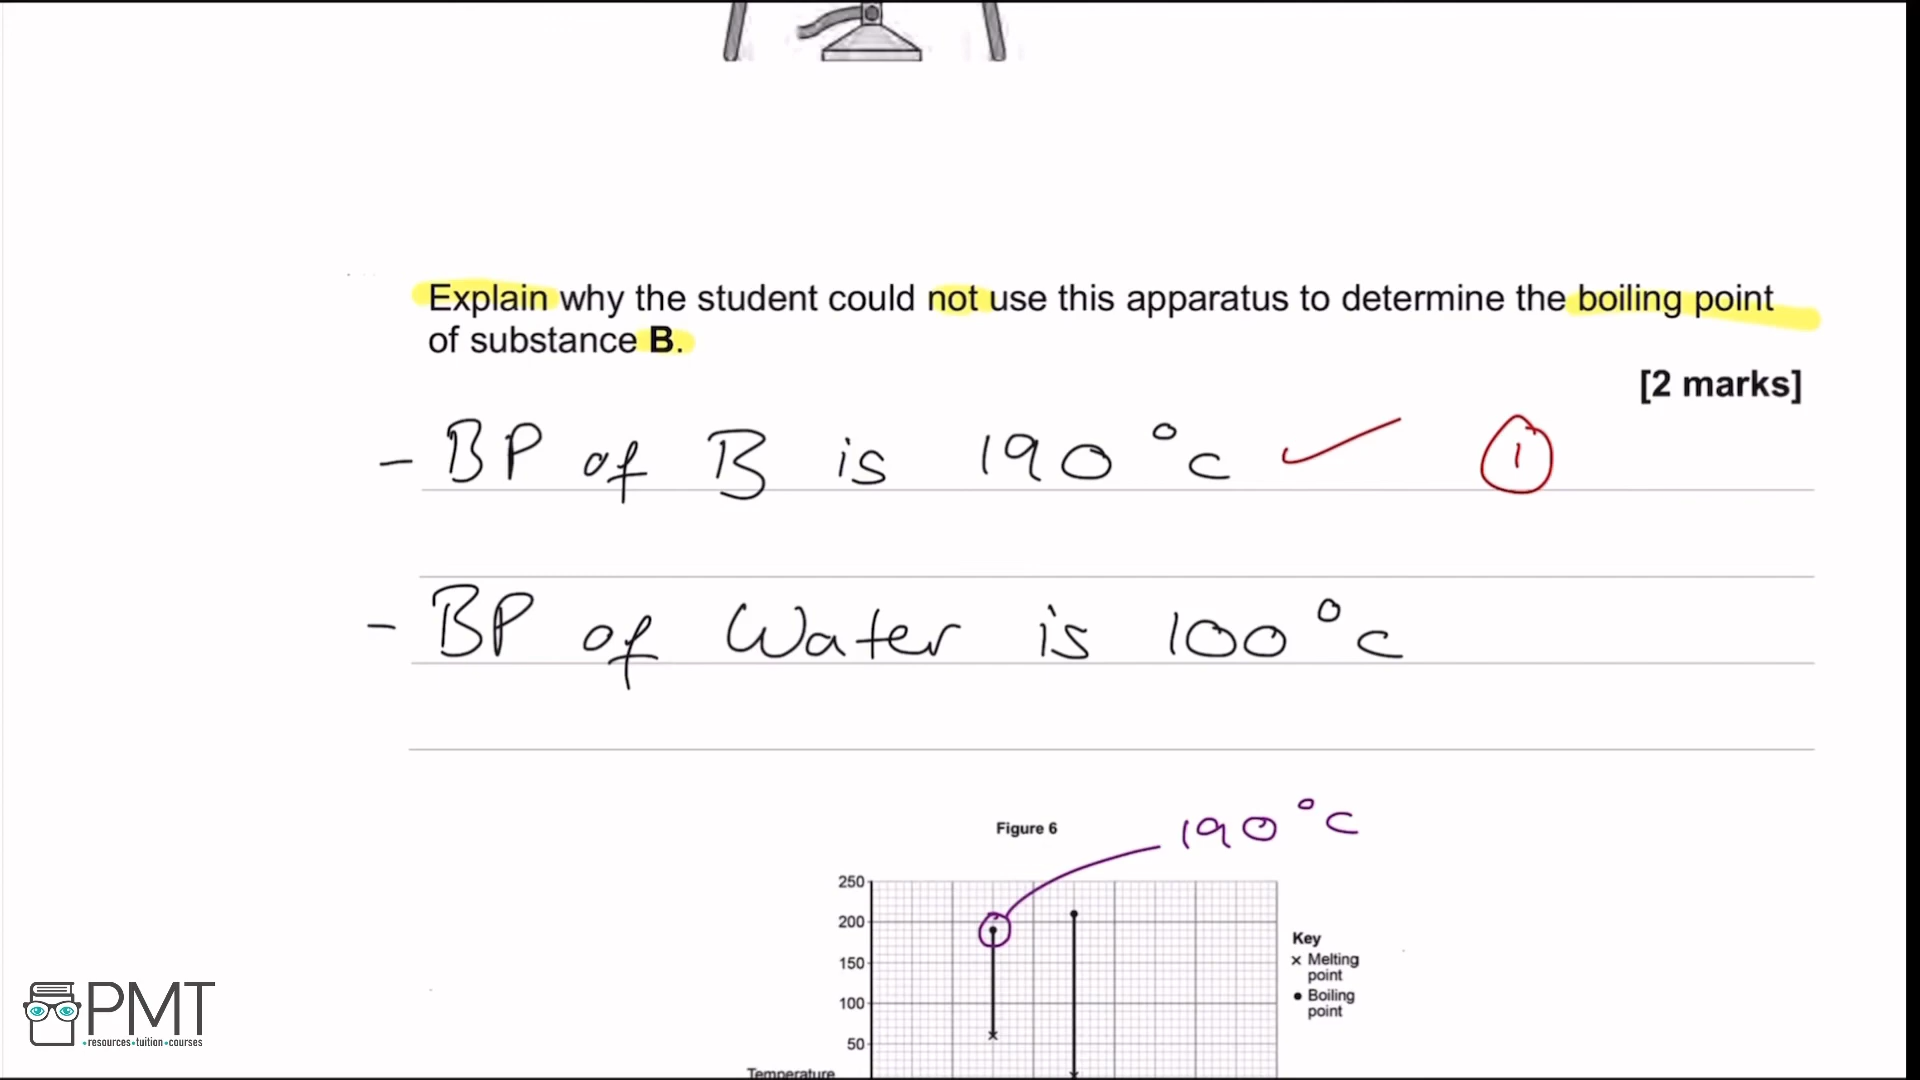 Explain why the student could not use this apparatus to determine the boiling point
of substance B.
[2 marks]
- BP of B is 190°C ✓ 1
- BP of Water is 100°C
190°C
Figure 6
250
200
150
100
50
Temperature
Key
× Melting
point
● Boiling
point
PMT
•resources•tuition•courses